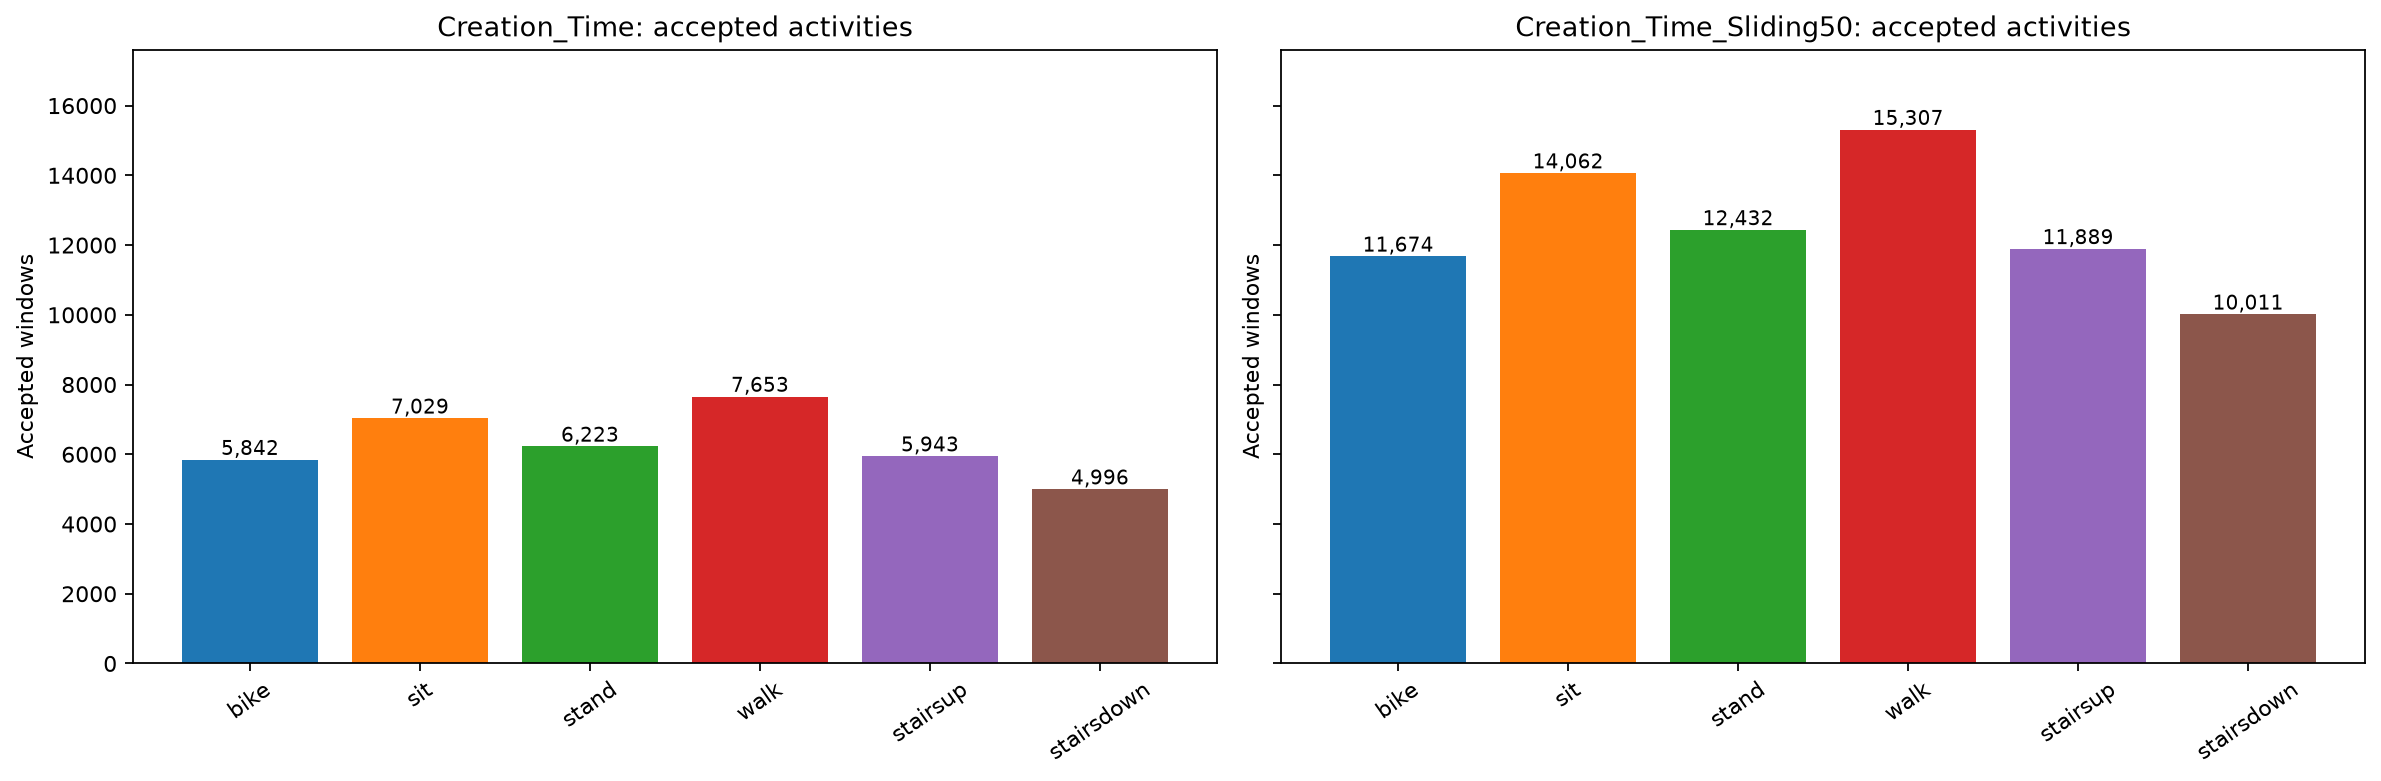 Creation_Time: accepted activities
Accepted windows
16000
14000
12000
10000
8000
6000
4000
2000
0
5,842
7,029
6,223
7,653
5,943
4,996
bike
sit
stand
walk
stairsup
stairsdown
Creation_Time_Sliding50: accepted activities
Accepted windows
11,674
14,062
12,432
15,307
11,889
10,011
bike
sit
stand
walk
stairsup
stairsdown